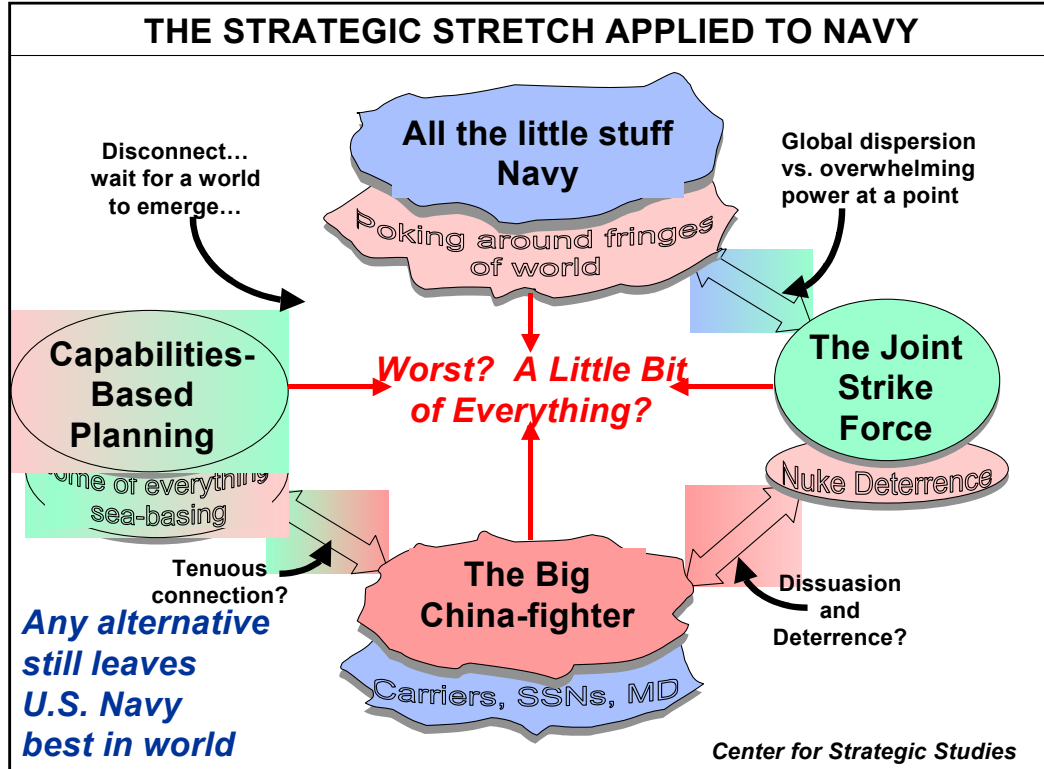 THE STRATEGIC STRETCH APPLIED TO NAVY
All the little stuff
Navy
Poking around fringes
of world
Disconnect…
wait for a world
to emerge…
Global dispersion
vs. overwhelming
power at a point
Capabilities-
Based
Planning
of everything
sea-basing
Worst? A Little Bit
of Everything?
The Joint
Strike
Force
Nuke Deterrence
Tenuous
connection?
The Big
China-fighter
Carriers, SSNs, MD
Dissuasion
and
Deterrence?
Any alternative
still leaves
U.S. Navy
best in world
Center for Strategic Studies